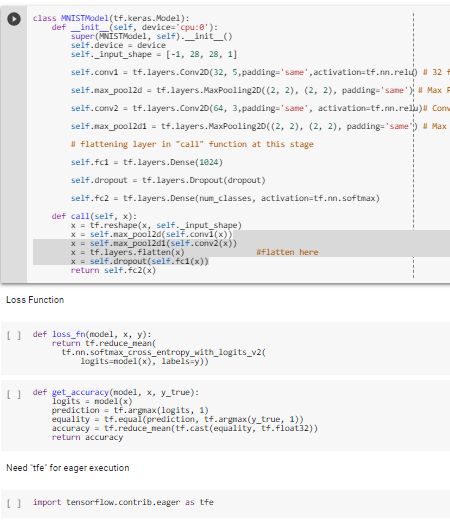 class MNISTModel(tf.keras.Model):
def __init__(self, device='cpu:0'):
super(MNISTModel, self).__init__()
self.device = device
self._input_shape = [-1, 28, 28, 1]
self.conv1 = tf.layers.Conv2D(32, 5,padding='same',activation=tf.nn.relu) # 32 f
self.max_pool2d = tf.layers.MaxPooling2D((2, 2), (2, 2), padding='same') # Max P
self.conv2 = tf.layers.Conv2D(64, 3,padding='same', activation=tf.nn.relu)# Conv
self.max_pool2d1 = tf.layers.MaxPooling2D((2, 2), (2, 2), padding='same') # Max
# flattening layer in "call" function at this stage
self.fc1 = tf.layers.Dense(1024)
self.dropout = tf.layers.Dropout(dropout)
self.fc2 = tf.layers.Dense(num_classes, activation=tf.nn.softmax)
def call(self, x):
x = tf.reshape(x, self._input_shape)
x = self.max_pool2d(self.conv1(x))
x = self.max_pool2d1(self.conv2(x))
x = tf.layers.flatten(x) #flatten here
x = self.dropout(self.fc1(x))
return self.fc2(x)
Loss Function
[ ] def loss_fn(model, x, y):
return tf.reduce_mean(
tf.nn.softmax_cross_entropy_with_logits_v2(
logits=model(x), labels=y))
[ ] def get_accuracy(model, x, y_true):
logits = model(x)
prediction = tf.argmax(logits, 1)
equality = tf.equal(prediction, tf.argmax(y_true, 1))
accuracy = tf.reduce_mean(tf.cast(equality, tf.float32))
return accuracy
Need 'tfe' for eager execution
[ ] import tensorflow.contrib.eager as tfe